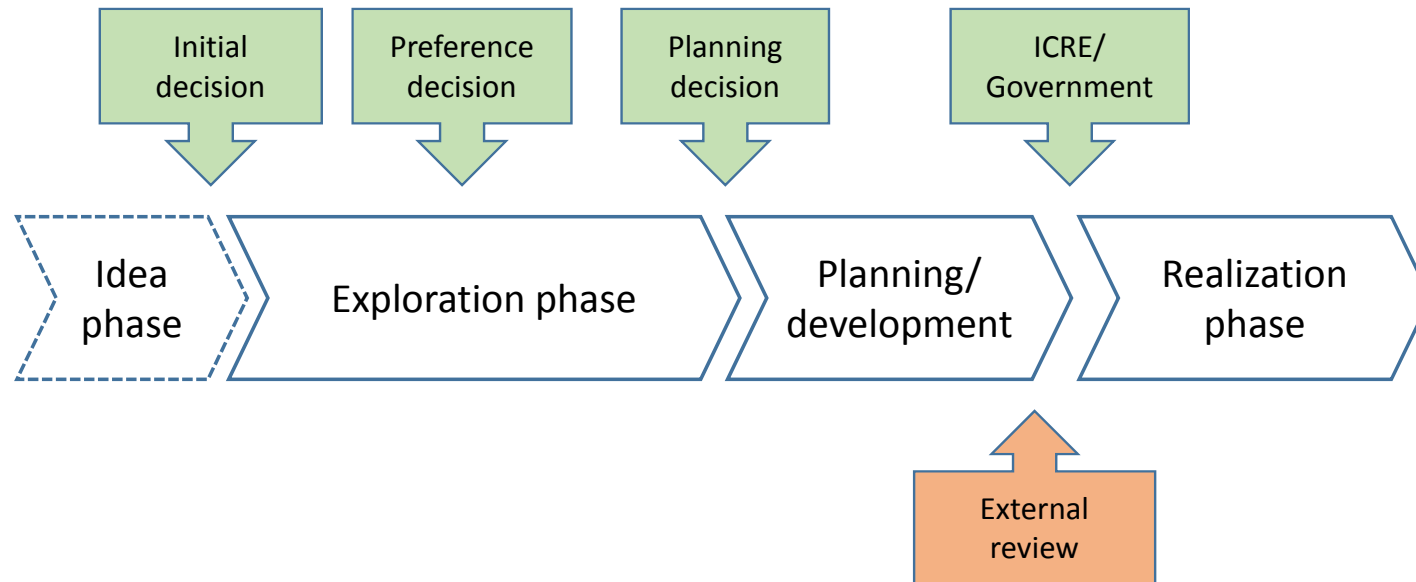 Initial
decision
Preference
decision
Planning
decision
ICRE/
Government
Idea
phase
Exploration phase
Planning/
development
Realization
phase
External
review